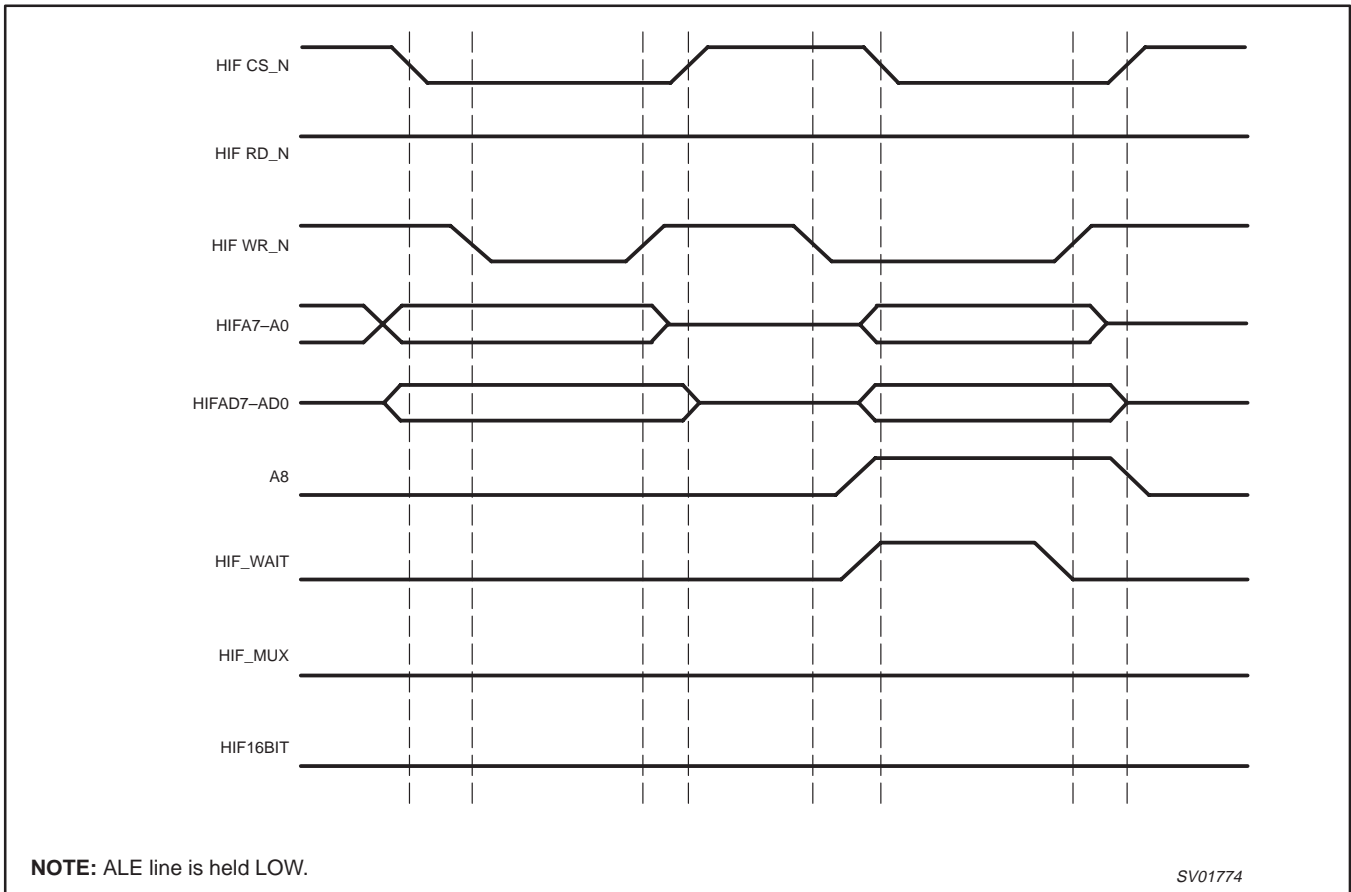 HIF CS_N
HIF RD_N
HIF WR_N
HIFA7–A0
HIFAD7–AD0
A8
HIF_WAIT
HIF_MUX
HIF16BIT
NOTE: ALE line is held LOW.
SV01774